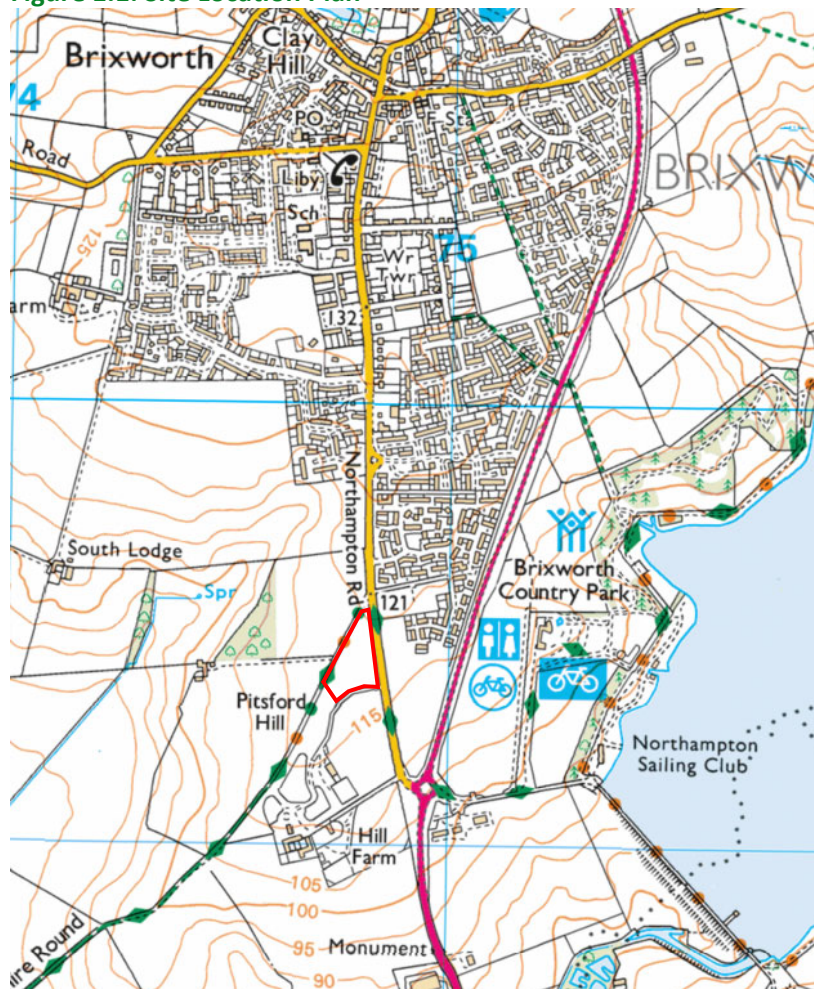 Brixworth
Clay
Hill
PO
F Sta
Road
Liby
BRIXW
Sch
125
75
Wr
Twr
arm
132
Northampton Rd
South Lodge
Spr
121
Brixworth
Country Park
Pitsford
Hill
115
Northampton
Sailing Club
Hill
Farm
105
100
95
Monument
90
ire Round